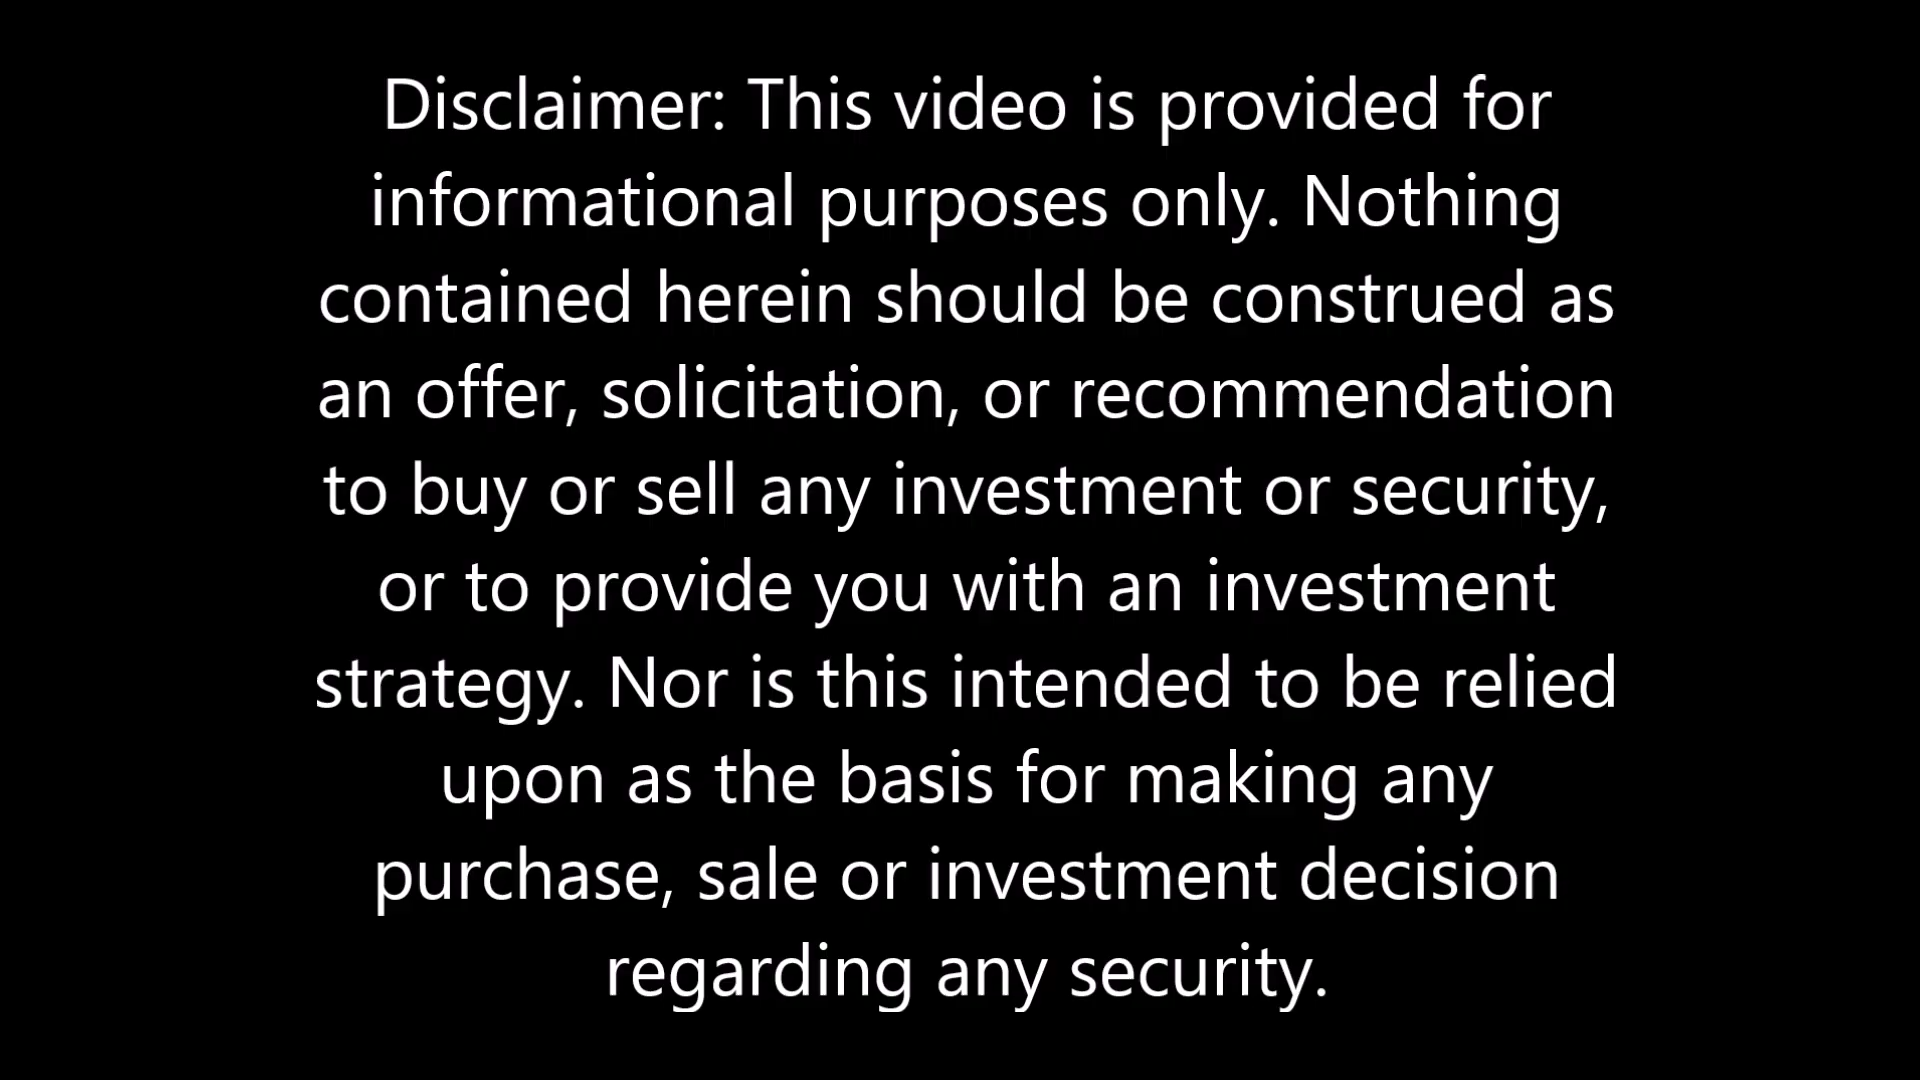 Disclaimer: This video is provided for
informational purposes only. Nothing
contained herein should be construed as
an offer, solicitation, or recommendation
to buy or sell any investment or security,
or to provide you with an investment
strategy. Nor is this intended to be relied
upon as the basis for making any
purchase, sale or investment decision
regarding any security.